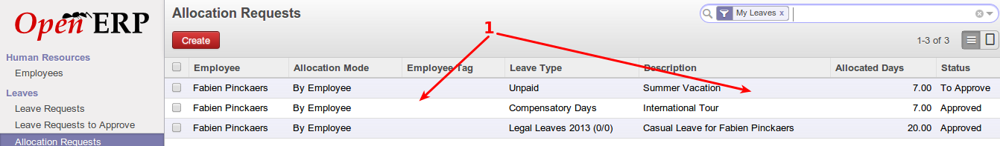 Open ERP
Human Resources
Employees
Leaves
Leave Requests
Leave Requests to Approve
Allocation Requests
Allocation Requests
My Leaves x
Create
1
1-3 of 3
Employee Allocation Mode Employee Tag Leave Type Description Allocated Days Status
Fabien Pinckaers By Employee Unpaid Summer Vacation 7.00 To Approve
Fabien Pinckaers By Employee Compensatory Days International Tour 7.00 Approved
Fabien Pinckaers By Employee Legal Leaves 2013 (0/0) Casual Leave for Fabien Pinckaers 20.00 Approved